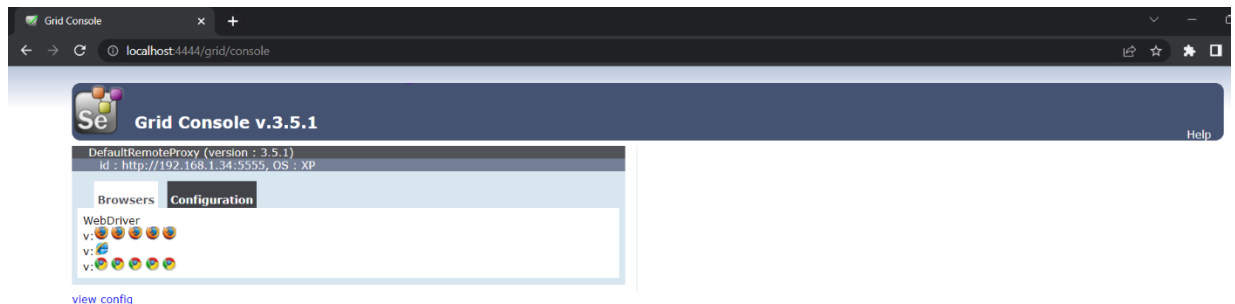 Grid Console
localhost:4444/grid/console
Se
Grid Console v.3.5.1
Help
DefaultRemoteProxy (version : 3.5.1)
id : http://192.168.1.34:5555, OS : XP
Browsers Configuration
WebDriver
v:
v:
v:
view config